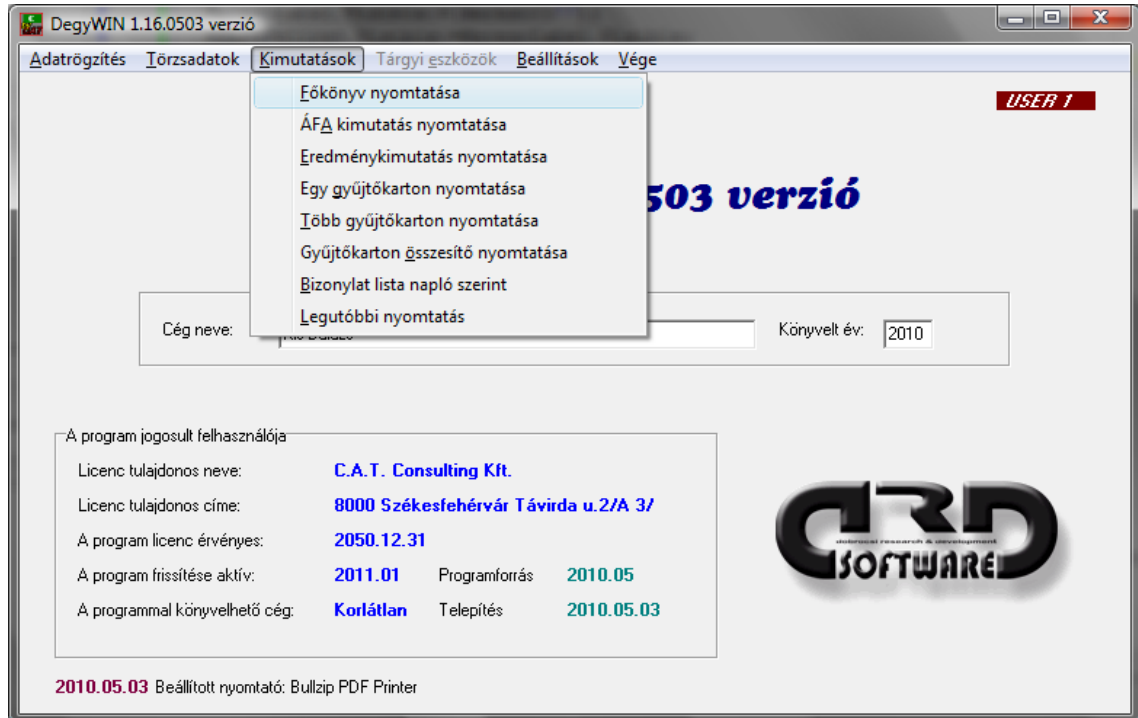 DegyWIN 1.16.0503 verzió
Adatrögzítés Törzsadatok Kimutatások Tárgyi eszközök Beállítások Vége
Főkönyv nyomtatása
USER 1
ÁFA kimutatás nyomtatása
Eredménykimutatás nyomtatása
Egy gyűjtőkarton nyomtatása
503 verzió
Több gyűjtőkarton nyomtatása
Gyűjtőkarton összesítő nyomtatása
Bizonylat lista napló szerint
Legutóbbi nyomtatás
Cég neve:
Könyvelt év: 2010
A program jogosult felhasználója
Licenc tulajdonos neve: C.A.T. Consulting Kft.
Licenc tulajdonos címe: 8000 Székesfehérvár Távirda u.2/A 3/
A program licenc érvényes: 2050.12.31
A program frissítése aktív: 2011.01 Programforrás 2010.05
A programmal könyvelhető cég: Korlátlan Telepítés 2010.05.03
DRD
dobrocsi research & development
SOFTWARE
2010.05.03 Beállított nyomtató: Bullzip PDF Printer